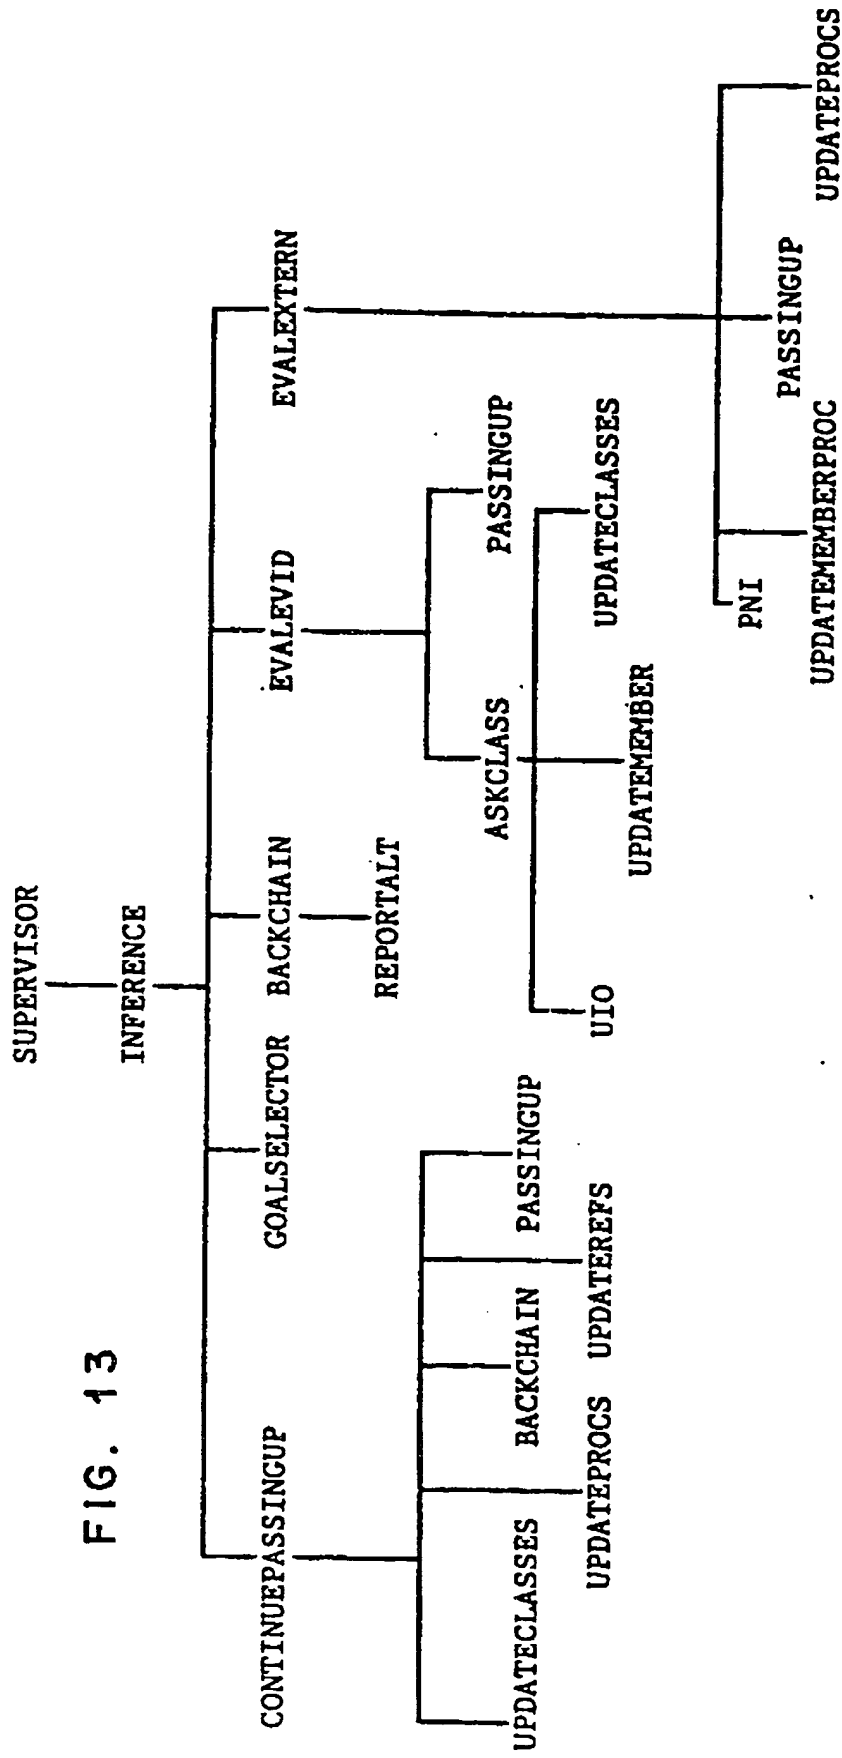 FIG. 13
SUPERVISOR
INFERENCE
CONTINUEPASSINGUP
GOALSELECTOR
BACKCHAIN
EVALEVID
EVALEXTERN
REPORTALT
UPDATECLASSES
UPDATEPROCS
BACKCHAIN
UPDATEREFS
PASSINGUP
ASKCLASS
PASSINGUP
UIO
UPDATEMEMBER
UPDATECLASSES
PNI
UPDATEMEMBERPROC
PASSINGUP
UPDATEPROCS